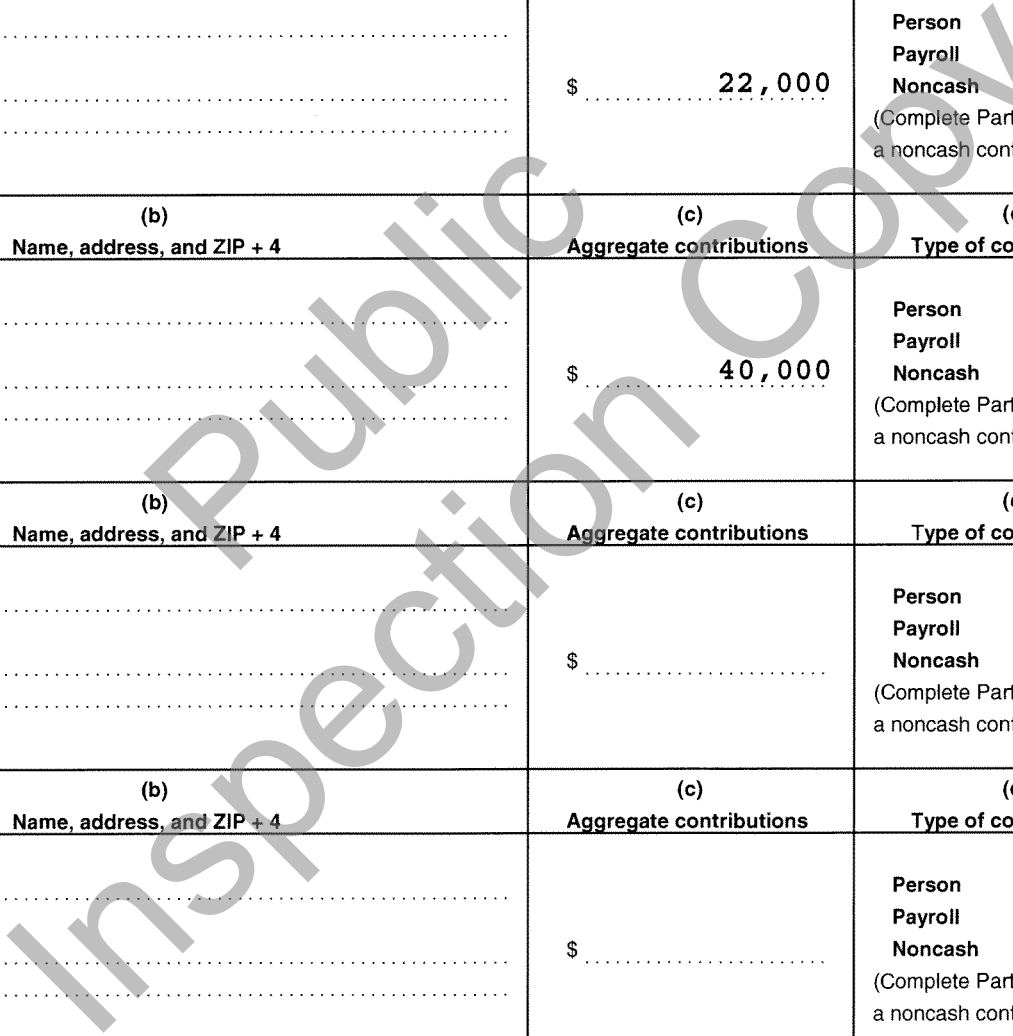 Person
Payroll
$ 22,000 Noncash
(Complete Part
a noncash cont
(b) (c) (
Name, address, and ZIP + 4 Aggregate contributions Type of co
Person
Payroll
$ 40,000 Noncash
(Complete Part
a noncash cont
(b) (c) (
Name, address, and ZIP + 4 Aggregate contributions Type of co
Person
Payroll
$ Noncash
(Complete Part
a noncash cont
(b) (c) (
Name, address, and ZIP + 4 Aggregate contributions Type of co
Person
Payroll
$ Noncash
(Complete Part
a noncash cont
Public
Inspection Copy